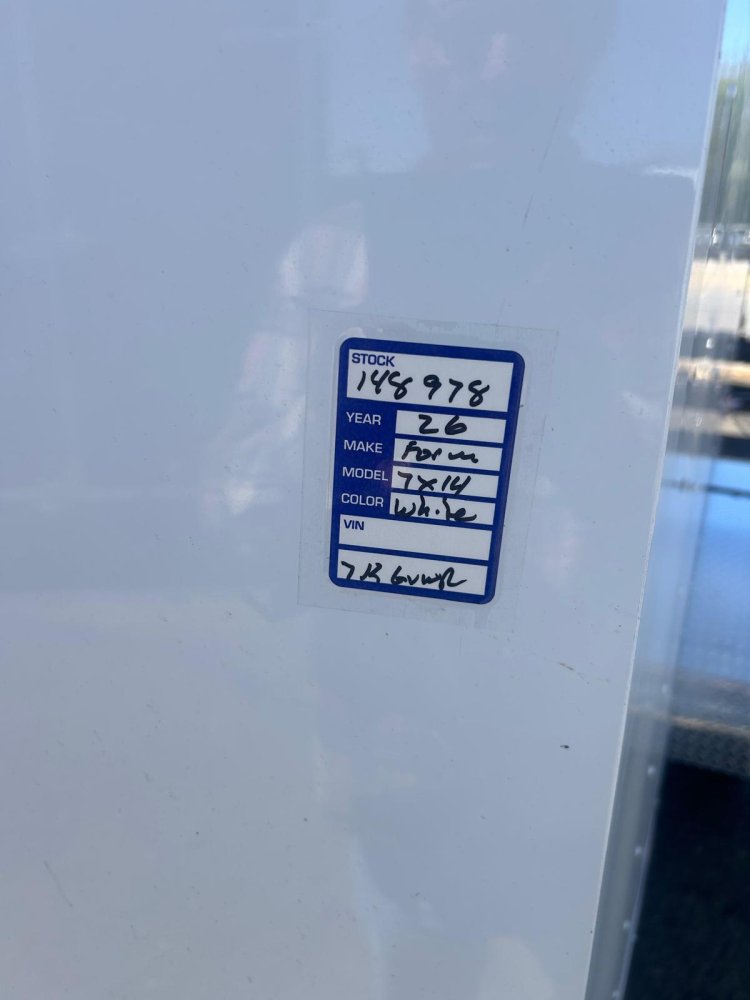 STOCK
148978
YEAR 26
MAKE Form
MODEL 7x14
COLOR White
VIN
7K GVWR